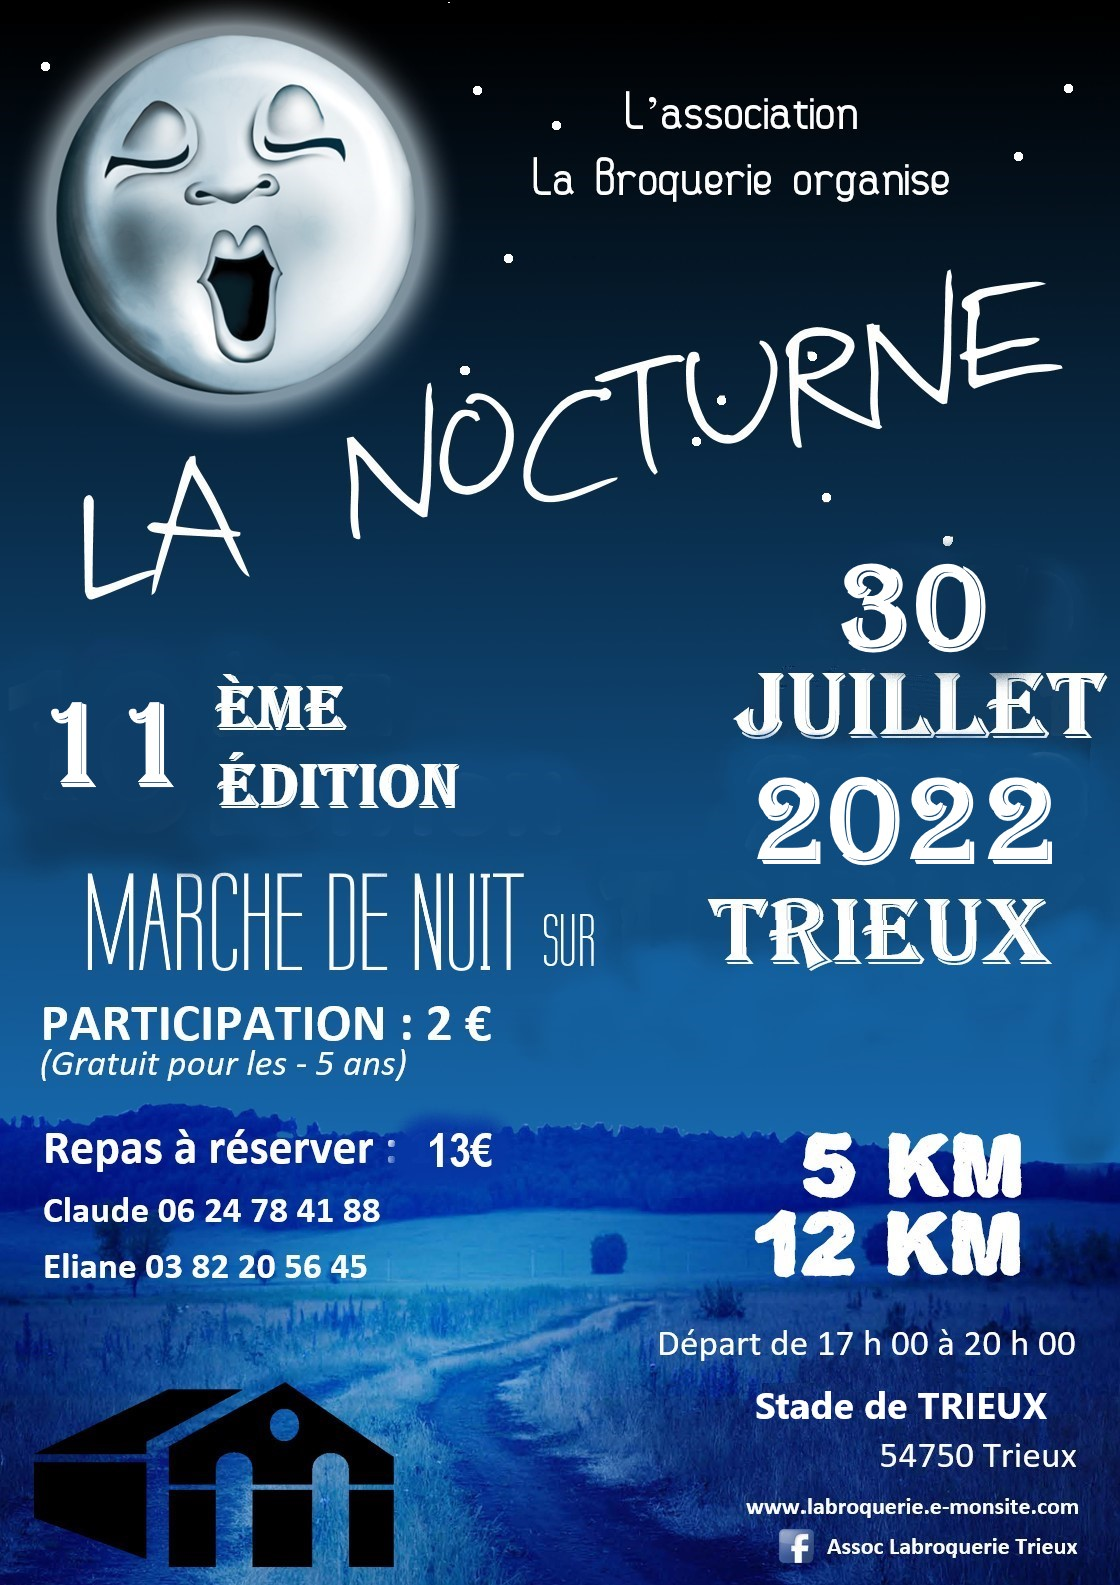 L'association
La Broquerie organise
LA NOCTURNE
30
JUILLET
2022
TRIEUX
11 ÈME
ÉDITION
MARCHE DE NUIT SUR
PARTICIPATION : 2 €
(Gratuit pour les - 5 ans)
Repas à réserver : 13€
Claude 06 24 78 41 88
Eliane 03 82 20 56 45
5 KM
12 KM
Départ de 17 h 00 à 20 h 00
Stade de TRIEUX
54750 Trieux
www.labroquerie.e-monsite.com
f Assoc Labroquerie Trieux